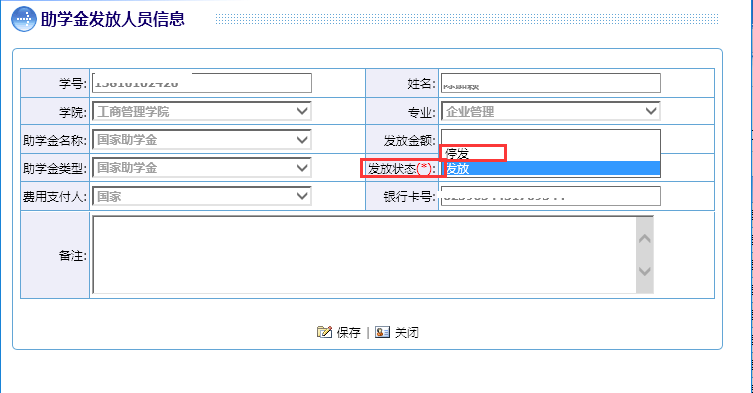 助学金发放人员信息
学号:
姓名:
学院: 工商管理学院
专业: 企业管理
助学金名称: 国家助学金
发放金额:
停发
助学金类型: 国家助学金
发放状态(*): 发放
费用支付人: 国家
银行卡号:
备注:
保存 | 关闭